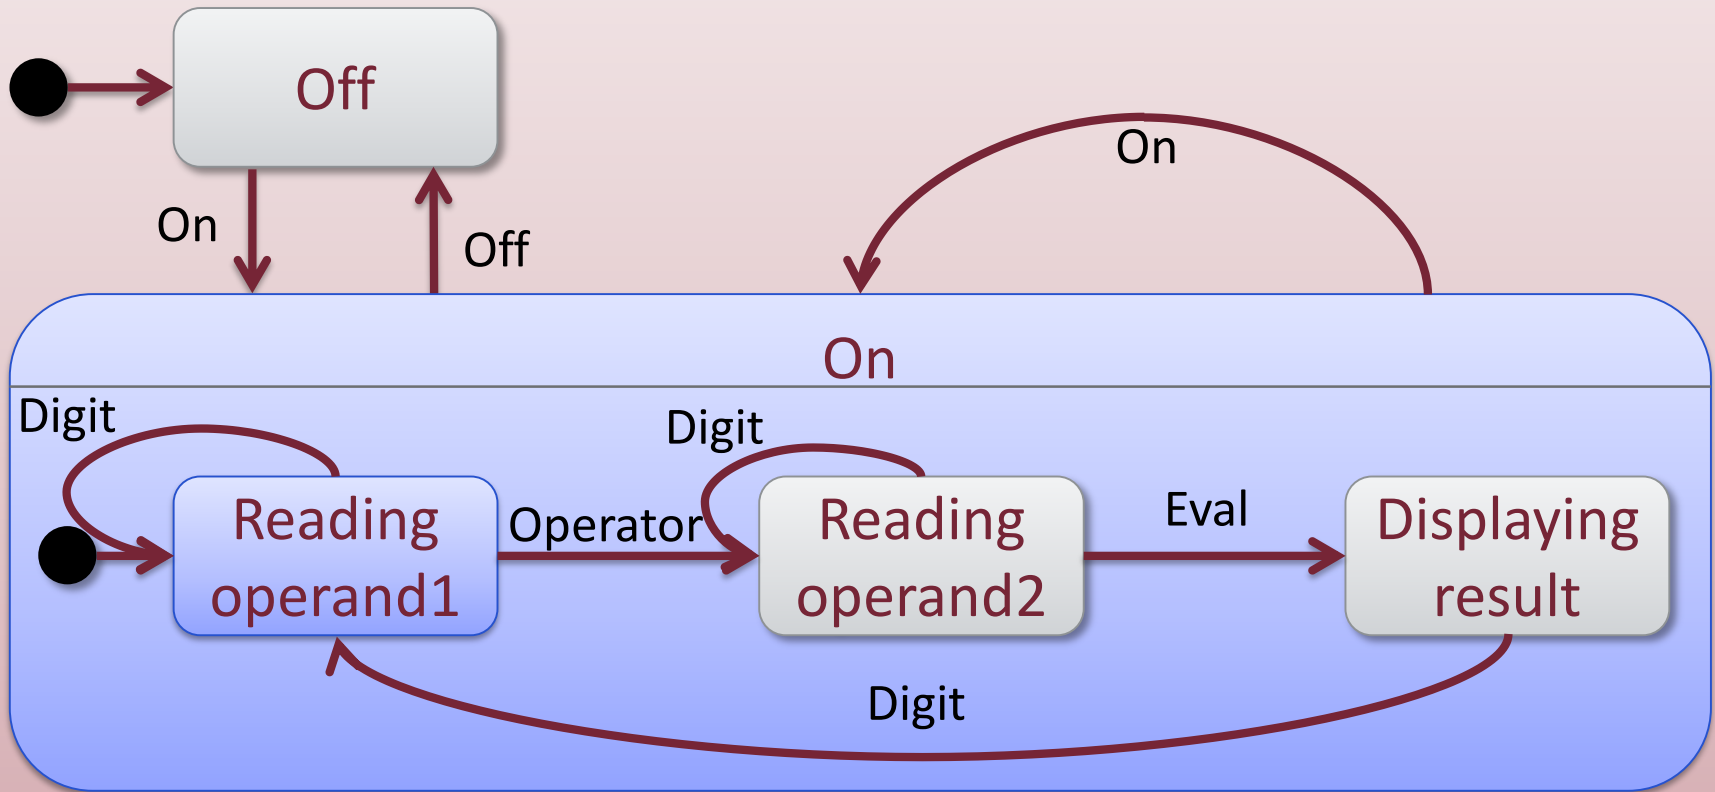 Off
On
Off
On
On
Digit
Digit
Reading
operand1
Operator
Reading
operand2
Eval
Displaying
result
Digit